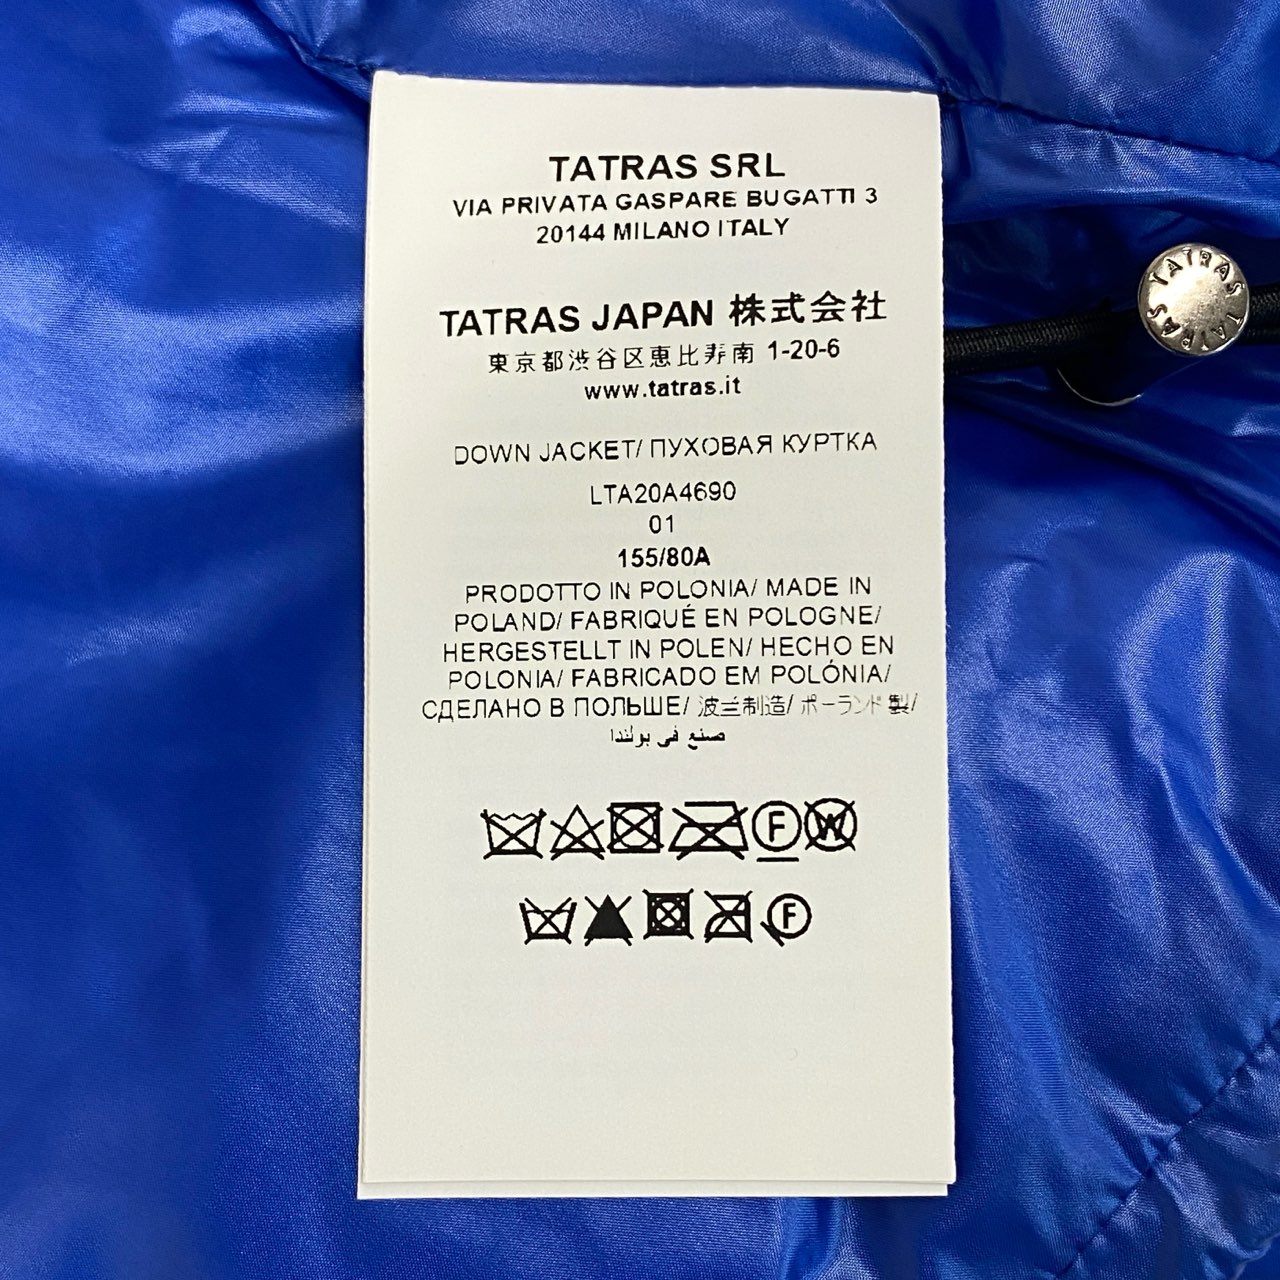 TATRAS SRL
VIA PRIVATA GASPARE BUGATTI 3
20144 MILANO ITALY
TATRAS JAPAN 株式会社
東京都渋谷区恵比寿南 1-20-6
www.tatras.it
DOWN JACKET/ ПУХОВАЯ КУРТКА
LTA20A4690
01
155/80A
PRODOTTO IN POLONIA/ MADE IN
POLAND/ FABRIQUÉ EN POLOGNE/
HERGESTELLT IN POLEN/ HECHO EN
POLONIA/ FABRICADO EM POLÓNIA/
СДЕЛАНО В ПОЛЬШЕ/ 波兰制造/ ポーランド製/
صنع في بولندا
F W
F
TATRAS TATRAS